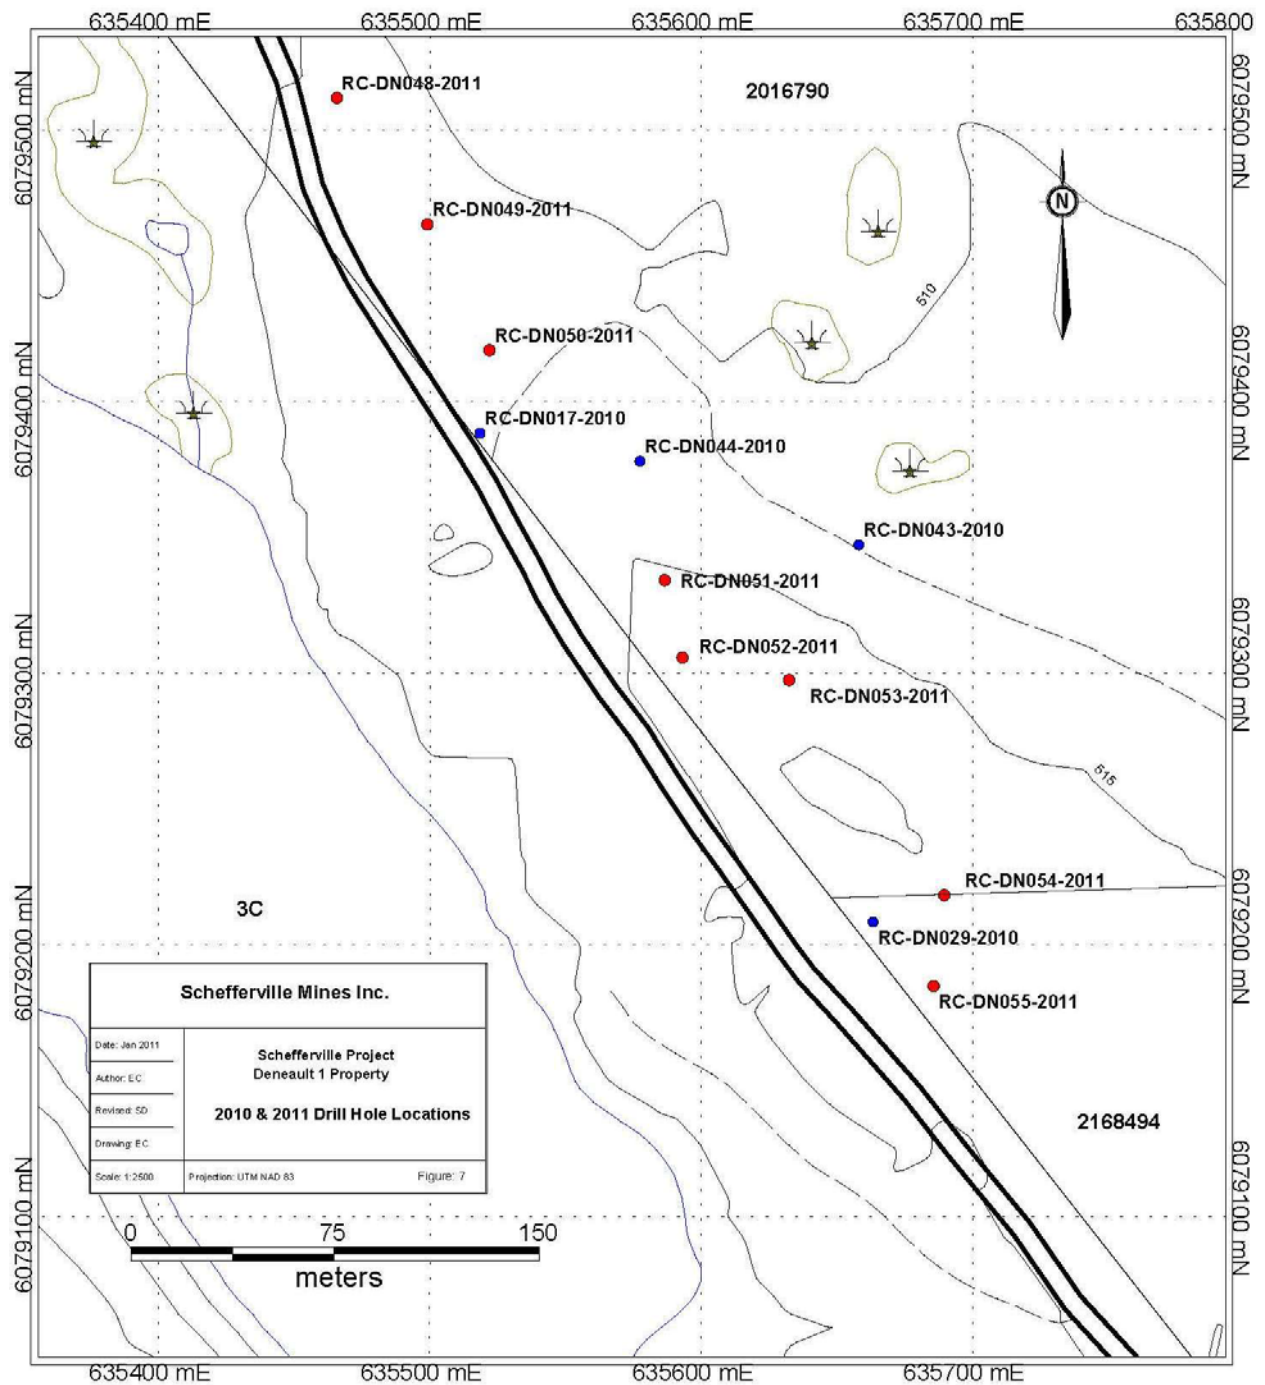 635400 mE
635500 mE
635600 mE
635700 mE
635800
6079500 mN
6079500 mN
RC-DN048-2011
2016790
N
RC-DN049-2011
510
RC-DN050-2011
6079400 mN
6079400 mN
RC-DN017-2010
RC-DN044-2010
RC-DN043-2010
RC-DN051-2011
RC-DN052-2011
6079300 mN
6079300 mN
RC-DN053-2011
515
RC-DN054-2011
3C
RC-DN029-2010
6079200 mN
6079200 mN
RC-DN055-2011
Schefferville Mines Inc.
Date: Jan 2011
Author: EC
Revised: SD
Drawing: EC
Scale: 1:2500
Schefferville Project
Deneault 1 Property
2010 & 2011 Drill Hole Locations
Projection: UTM NAD 83
Figure: 7
2168494
6079100 mN
6079100 mN
0 75 150
meters
635400 mE
635500 mE
635600 mE
635700 mE